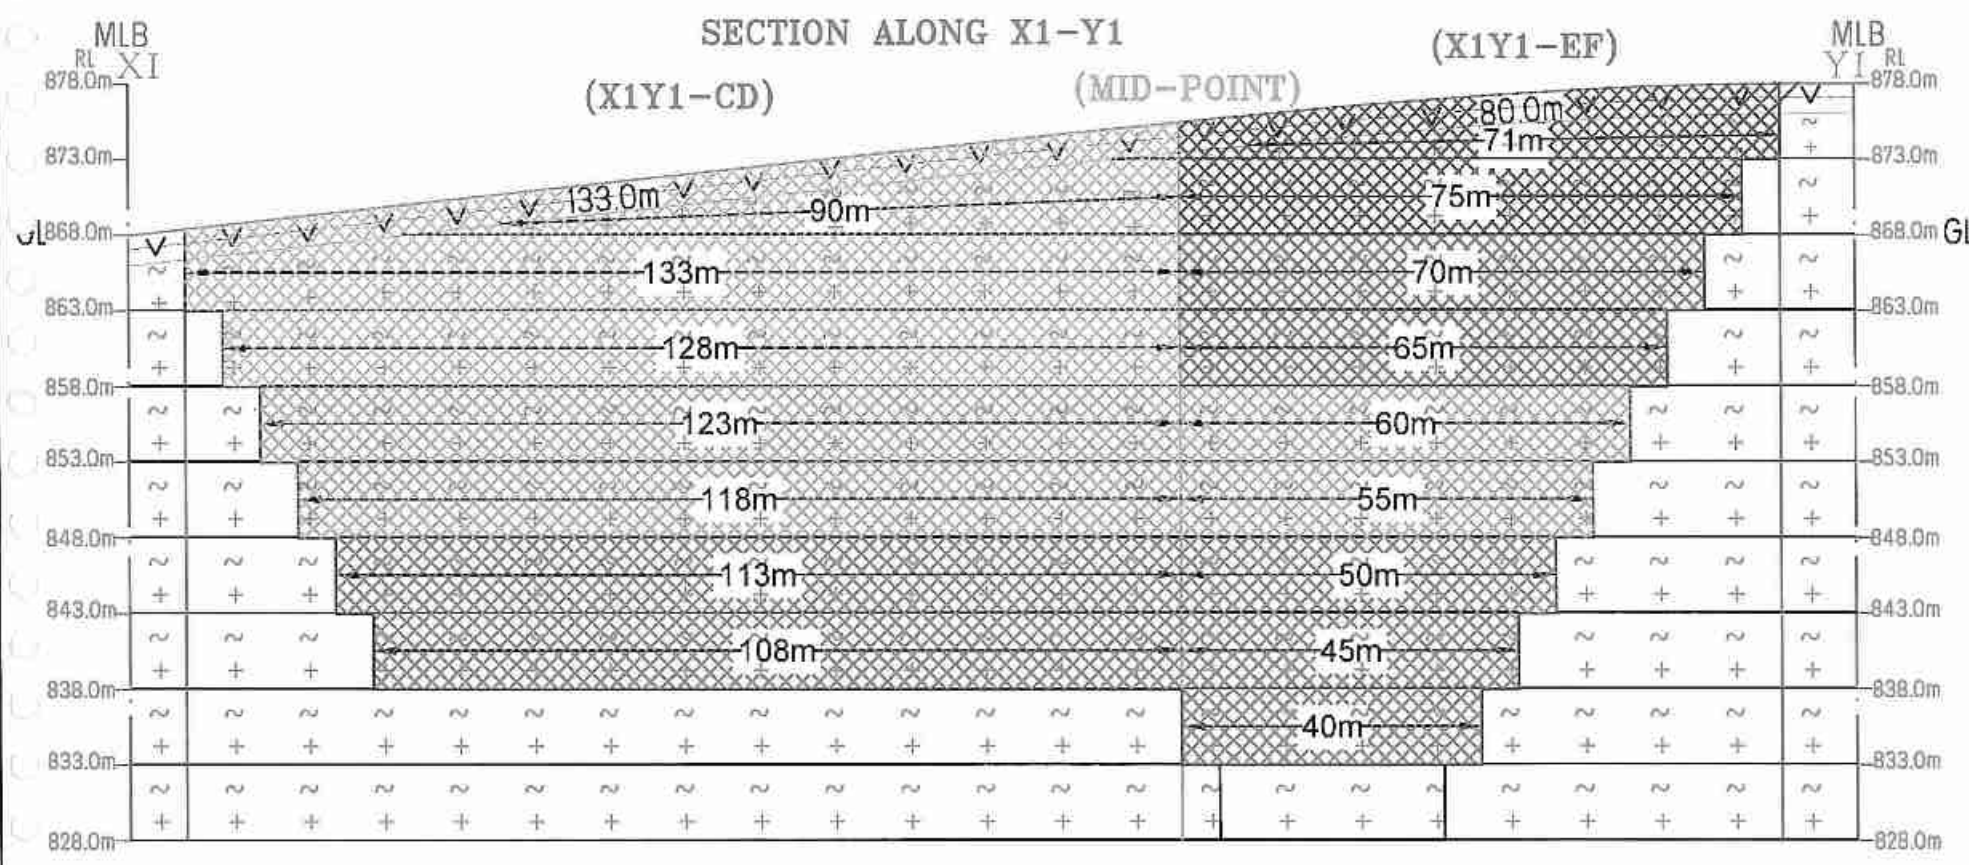 SECTION ALONG X1-Y1
MLB
RL XI
(X1Y1-CD)
(MID-POINT)
(X1Y1-EF)
MLB
YI RL
878.0m 878.0m
80.0m
71m
873.0m 873.0m
133.0m 90m 75m
868.0m 868.0m GL
133m 70m
863.0m 863.0m
128m 65m
858.0m 858.0m
123m 60m
853.0m 853.0m
118m 55m
848.0m 848.0m
113m 50m
843.0m 843.0m
108m 45m
838.0m 838.0m
40m
833.0m 833.0m
828.0m 828.0m